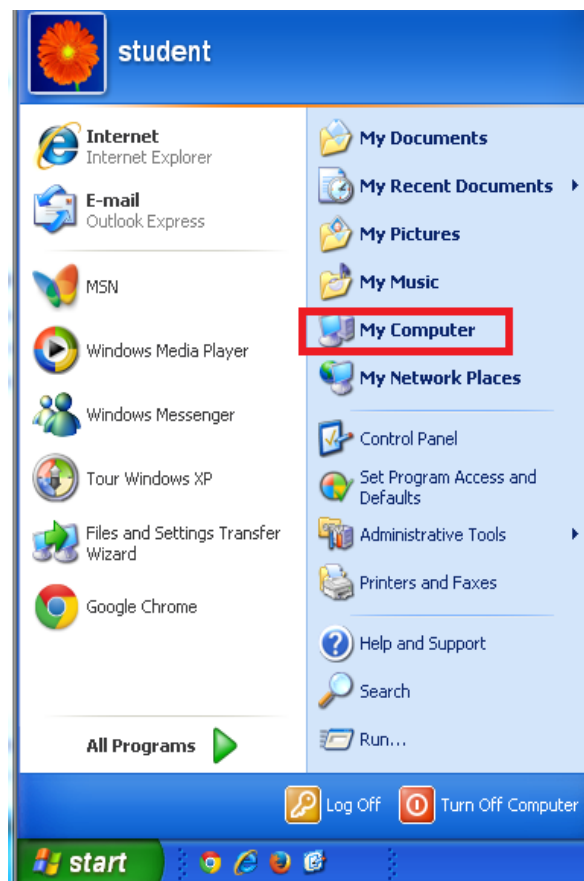 student
Internet
Internet Explorer
E-mail
Outlook Express
MSN
Windows Media Player
Windows Messenger
Tour Windows XP
Files and Settings Transfer
Wizard
Google Chrome
All Programs
My Documents
My Recent Documents
My Pictures
My Music
My Computer
My Network Places
Control Panel
Set Program Access and
Defaults
Administrative Tools
Printers and Faxes
Help and Support
Search
Run...
Log Off
Turn Off Computer
start